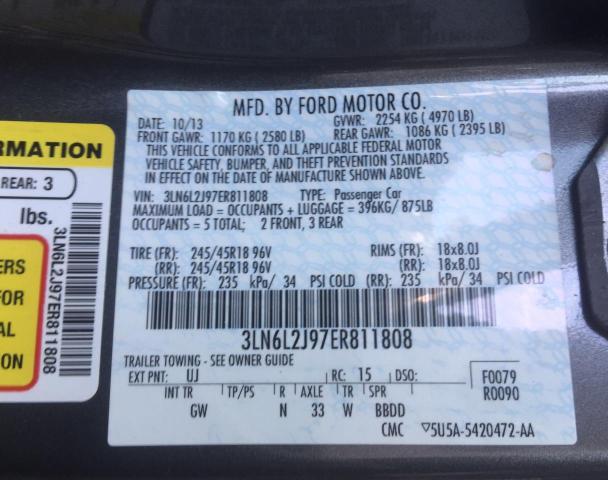 MFD. BY FORD MOTOR CO.
DATE: 10/13 GVWR: 2254 KG ( 4970 LB)
FRONT GAWR: 1170 KG ( 2580 LB) REAR GAWR: 1086 KG ( 2395 LB)
THIS VEHICLE CONFORMS TO ALL APPLICABLE FEDERAL MOTOR
VEHICLE SAFETY, BUMPER, AND THEFT PREVENTION STANDARDS
IN EFFECT ON THE DATE OF MANUFACTURE SHOWN ABOVE.
VIN: 3LN6L2J97ER811808 TYPE: Passenger Car
MAXIMUM LOAD = OCCUPANTS + LUGGAGE = 396KG/ 875LB
OCCUPANTS = 5 TOTAL; 2 FRONT, 3 REAR
TIRE (FR): 245/45R18 96V RIMS (FR): 18x8.0J
(RR): 245/45R18 96V (RR): 18x8.0J
PRESSURE (FR): 235 kPa/ 34 PSI COLD (RR): 235 kPa/ 34 PSI COLD
3LN6L2J97ER811808
TRAILER TOWING - SEE OWNER GUIDE
EXT PNT: UJ RC: 15 DSO: F0079
INT TR TP/PS R AXLE TR SPR R0090
GW N 33 W BBDD
CMC ▽5U5A-5420472-AA
RMATION
REAR: 3
lbs.
ERS
FOR
AL
ON
3LN6L2J97ER811808